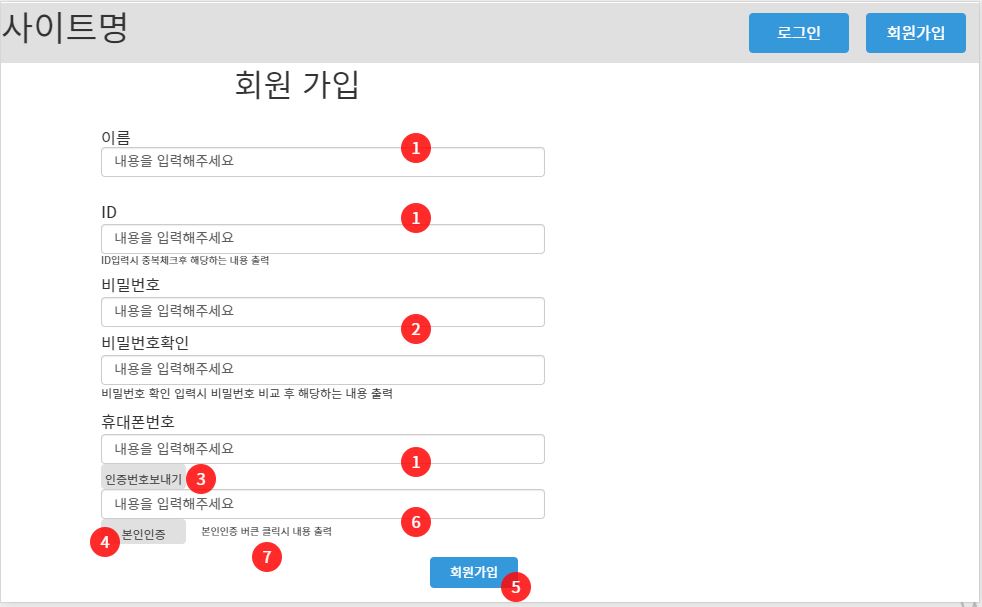 사이트명
로그인 회원가입
회원 가입
이름
1
내용을 입력해주세요
ID
1
내용을 입력해주세요
ID입력시 중복체크후 해당하는 내용 출력
비밀번호
내용을 입력해주세요
2
비밀번호확인
내용을 입력해주세요
비밀번호 확인 입력시 비밀번호 비교 후 해당하는 내용 출력
휴대폰번호
내용을 입력해주세요
1
인증번호보내기 3
내용을 입력해주세요
6
4 본인인증 본인인증 버큰 클릭시 내용 출력
7
회원가입
5